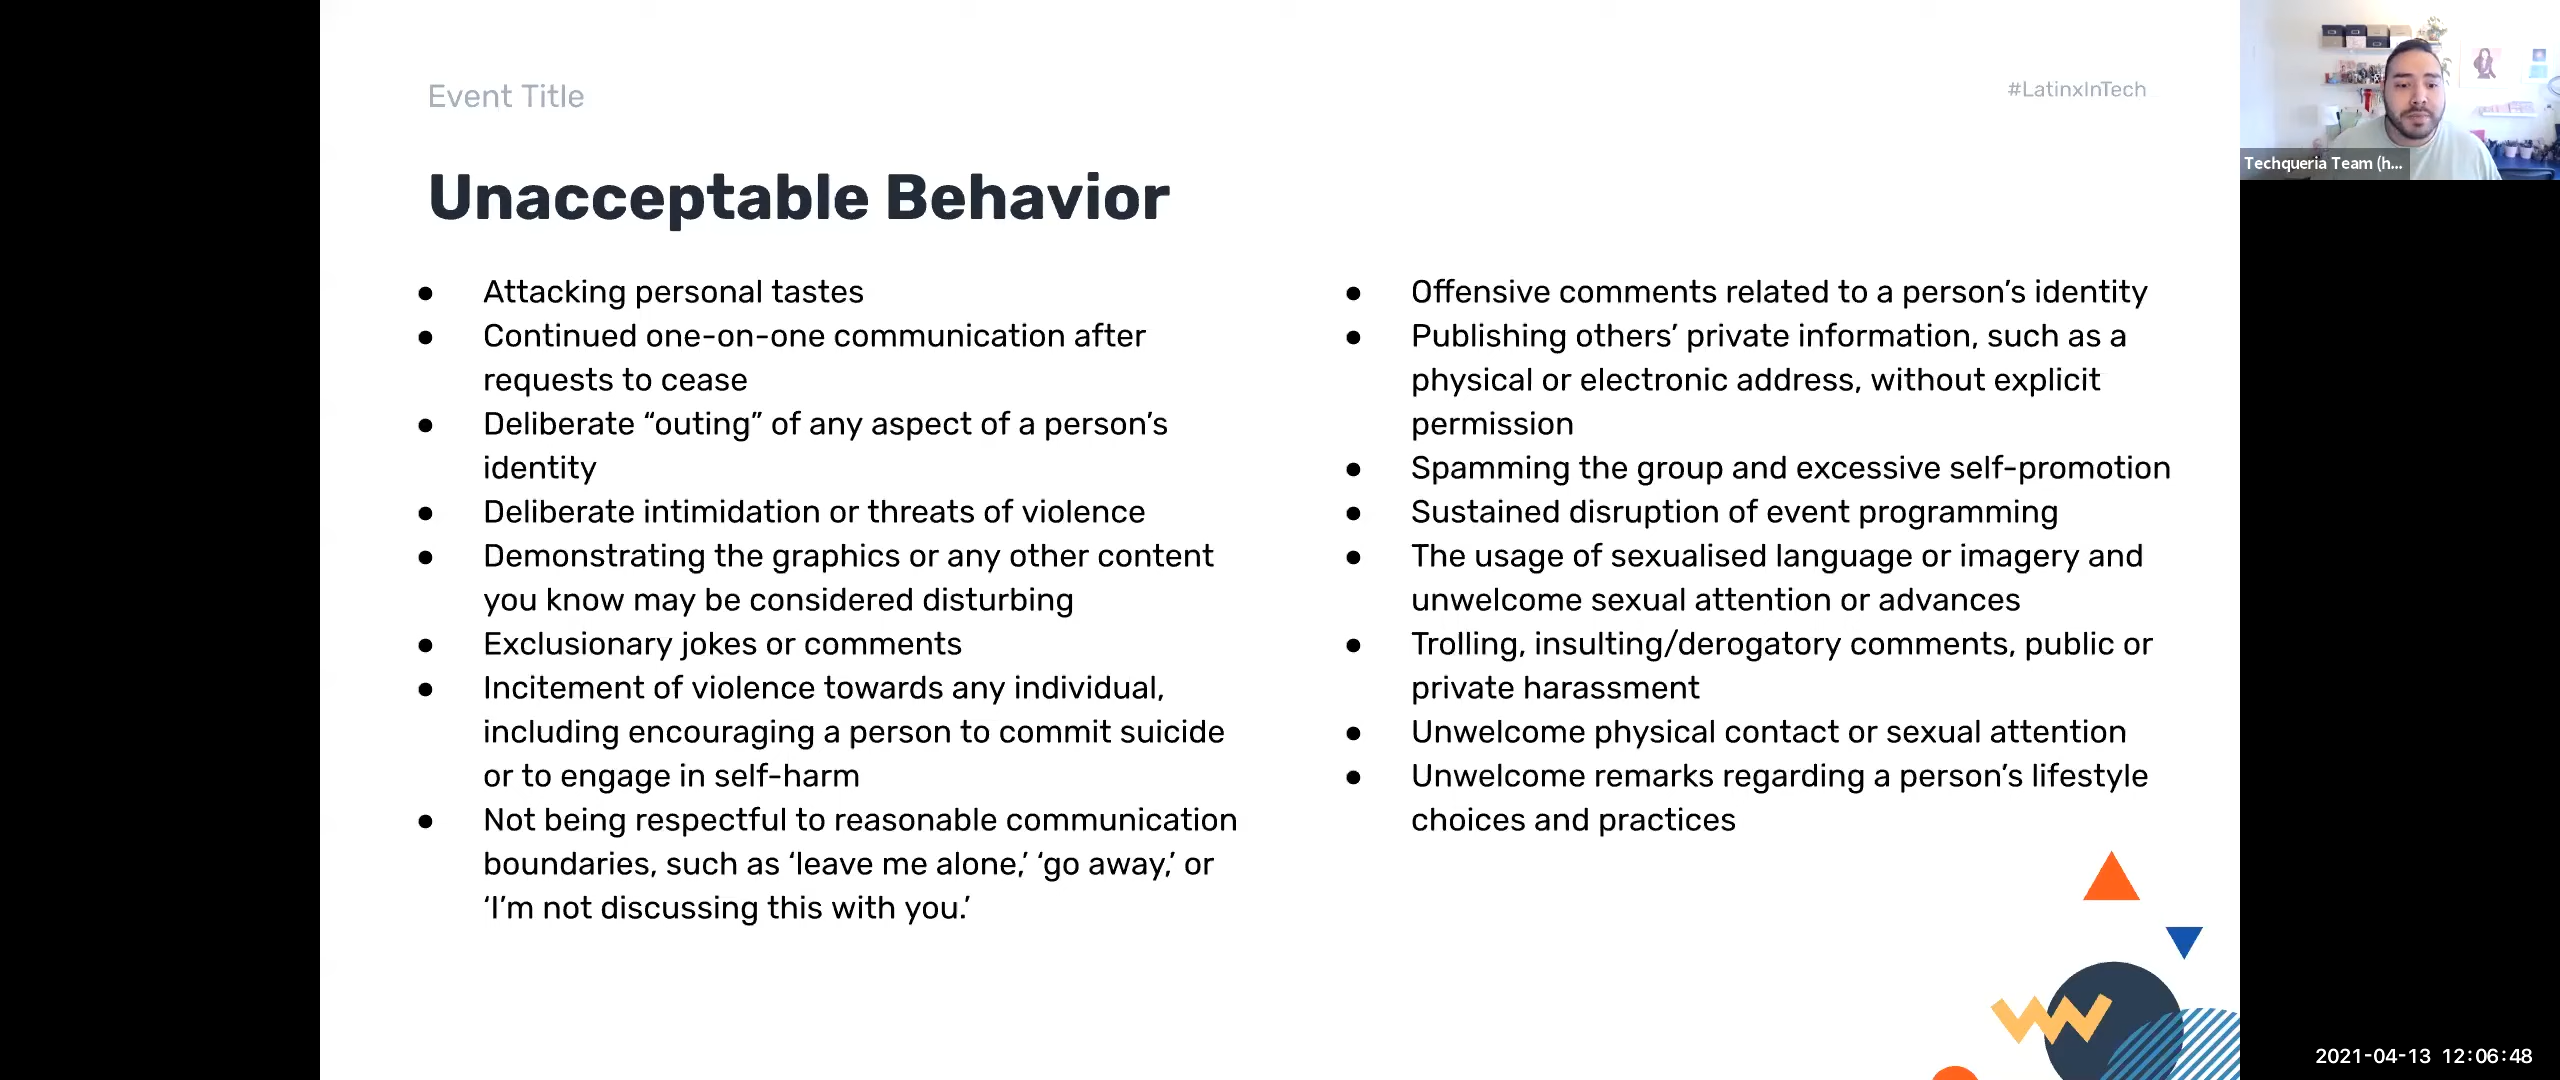 Event Title
#LatinxInTech
Unacceptable Behavior
● Attacking personal tastes
● Continued one-on-one communication after
requests to cease
● Deliberate “outing” of any aspect of a person’s
identity
● Deliberate intimidation or threats of violence
● Demonstrating the graphics or any other content
you know may be considered disturbing
● Exclusionary jokes or comments
● Incitement of violence towards any individual,
including encouraging a person to commit suicide
or to engage in self-harm
● Not being respectful to reasonable communication
boundaries, such as ‘leave me alone,’ ‘go away,’ or
‘I’m not discussing this with you.’
● Offensive comments related to a person’s identity
● Publishing others’ private information, such as a
physical or electronic address, without explicit
permission
● Spamming the group and excessive self-promotion
● Sustained disruption of event programming
● The usage of sexualised language or imagery and
unwelcome sexual attention or advances
● Trolling, insulting/derogatory comments, public or
private harassment
● Unwelcome physical contact or sexual attention
● Unwelcome remarks regarding a person’s lifestyle
choices and practices
Techqueria Team (h...
2021-04-13 12:06:48